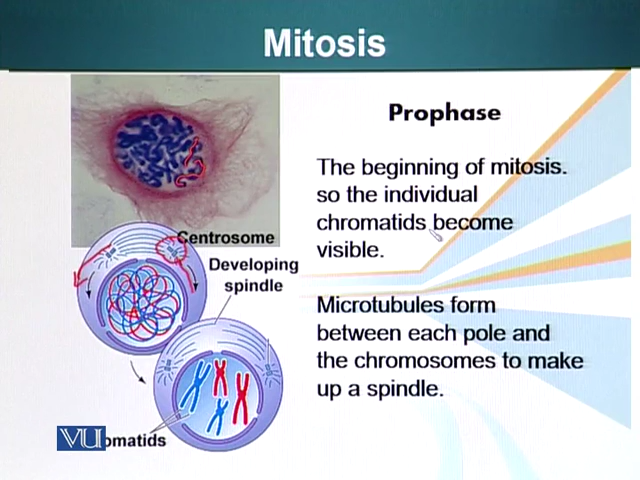 Mitosis
Prophase
The beginning of mitosis.
so the individual
chromatids become
visible.
Microtubules form
between each pole and
the chromosomes to make
up a spindle.
Centrosome
Developing
spindle
VU
omatids